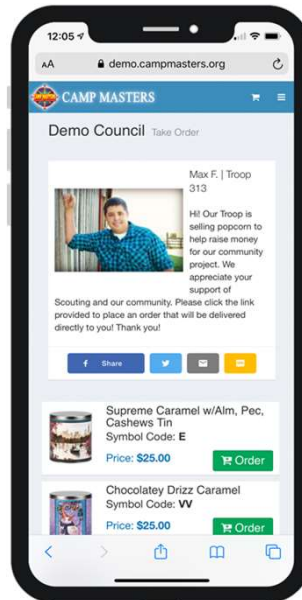 12:05
AA demo.campmasters.org
CAMP MASTERS
Demo Council Take Order
Max F. | Troop
313
Hi! Our Troop is
selling popcorn to
help raise money
for our community
project. We
appreciate your
support of
Scouting and our community. Please click the link
provided to place an order that will be delivered
directly to you! Thank you!
f Share
Supreme Caramel w/Alm, Pec,
Cashews Tin
Symbol Code: E
Price: $25.00 Order
Chocolatey Drizz Caramel
Symbol Code: VV
Price: $25.00 Order